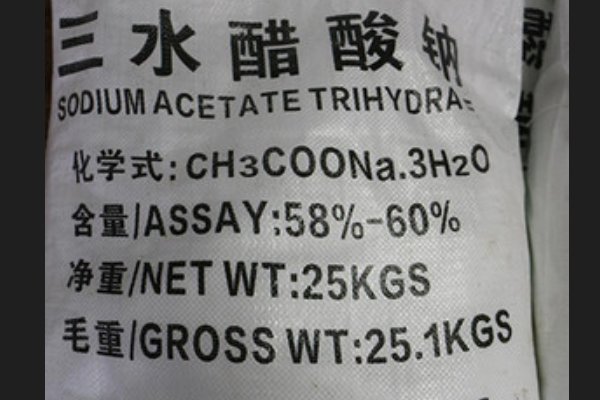 三水醋酸钠
SODIUM ACETATE TRIHYDRA
化学式:CH3COONa.3H2O
含量/ASSAY:58%-60%
净重/NET WT:25KGS
毛重/GROSS WT:25.1KGS